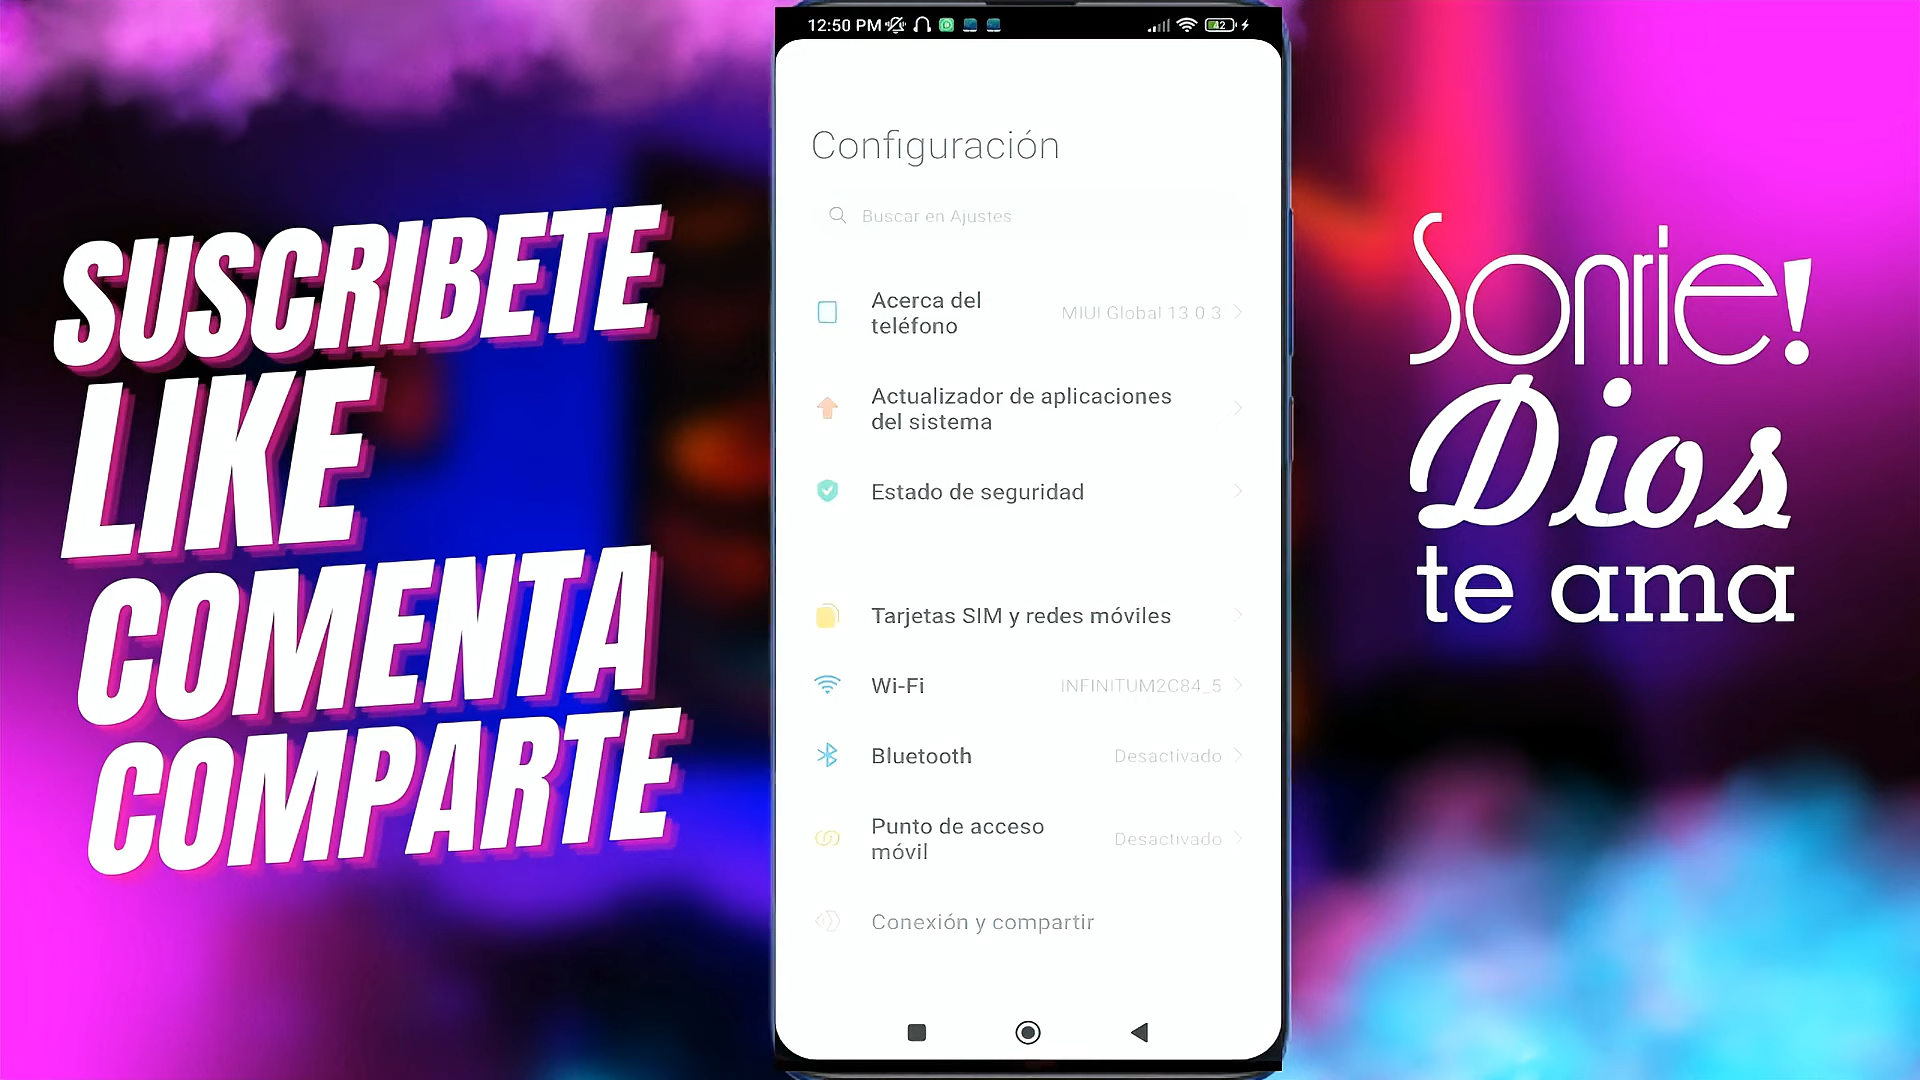 SUSCRIBETE
LIKE
COMENTA
COMPARTE
12:50 PM
42
Configuración
Buscar en Ajustes
Acerca del
teléfono
MIUI Global 13.0.3
Actualizador de aplicaciones
del sistema
Estado de seguridad
Tarjetas SIM y redes móviles
Wi-Fi
INFINITUM2C84_5
Bluetooth
Desactivado
Punto de acceso
móvil
Desactivado
Conexión y compartir
Sonrie!
Dios
te ama